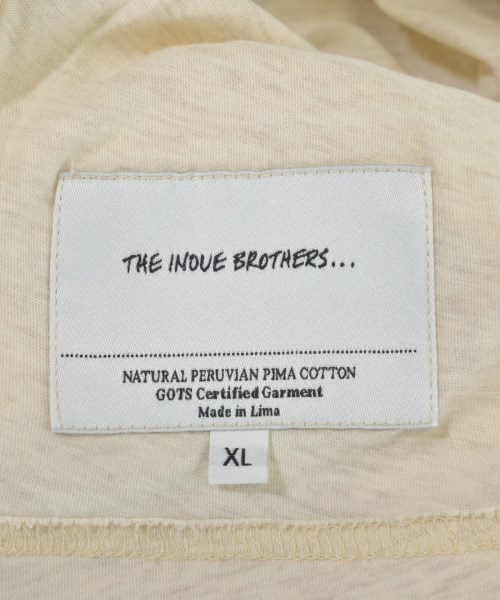 THE INOUE BROTHERS...
NATURAL PERUVIAN PIMA COTTON
GOTS Certified Garment
Made in Lima
XL